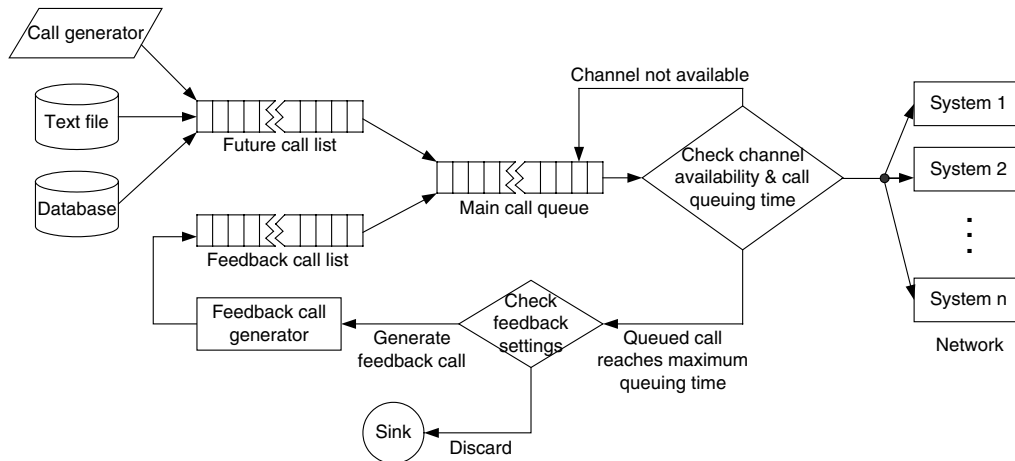 Call generator
Text file
Database
Future call list
Feedback call list
Main call queue
Channel not available
Check channel
availability & call
queuing time
System 1
System 2
System n
Network
Feedback call
generator
Generate
feedback call
Check
feedback
settings
Queued call
reaches maximum
queuing time
Sink
Discard